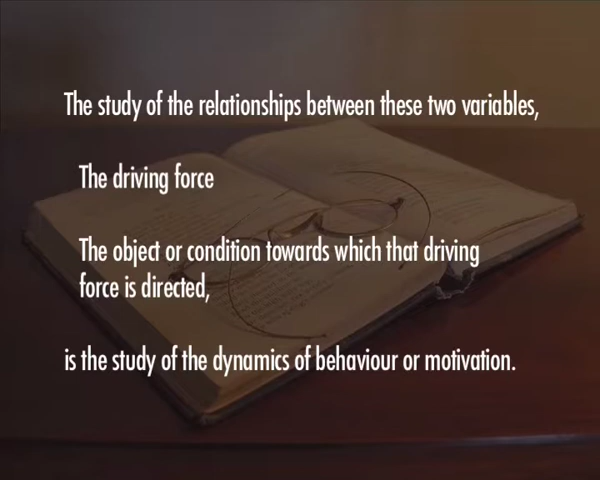 The study of the relationships between these two variables,
The driving force
The object or condition towards which that driving
force is directed,
is the study of the dynamics of behaviour or motivation.